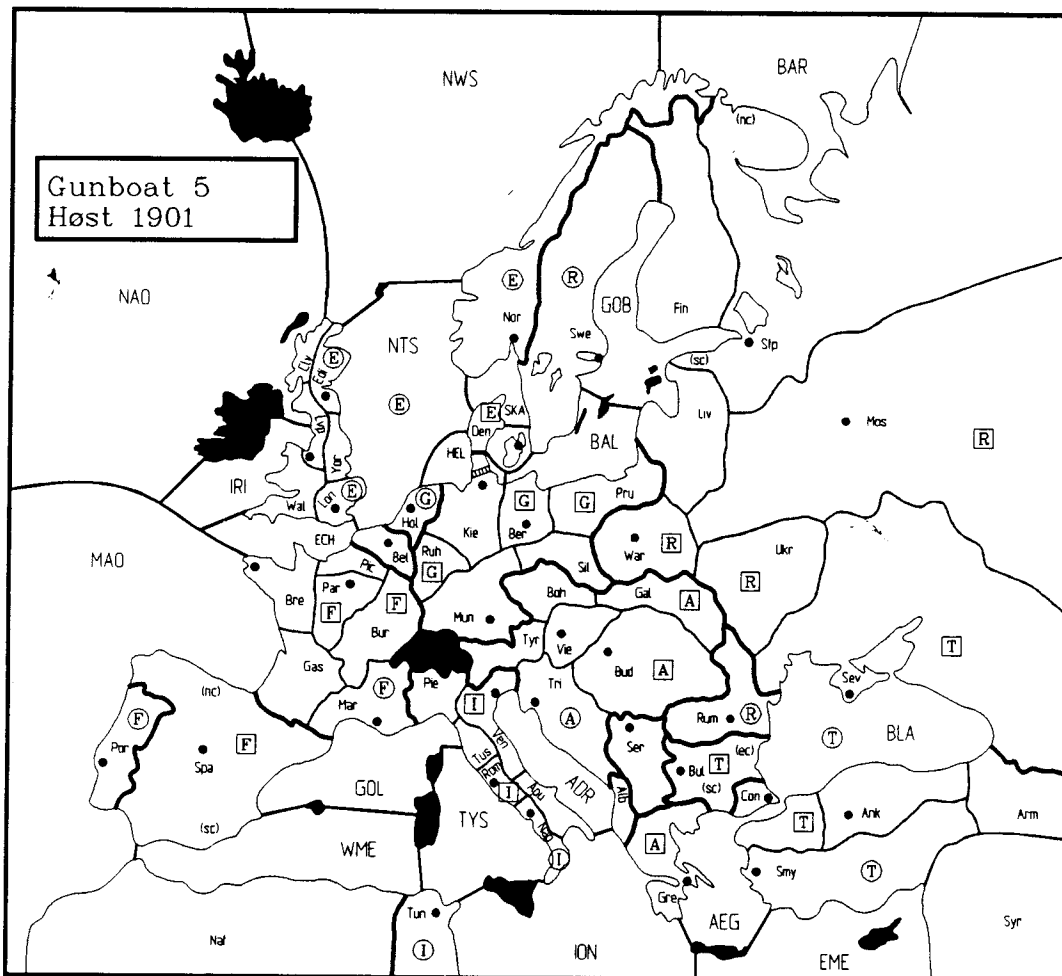 NWS
BAR
(nc)
Gunboat 5
Høst 1901
NAO
E
R
GOB
Fin
Nor
NTS
Swe
Stp
(sc)
Cly
E
Edi
E
E
SKA
Liv
Mos
R
Den
BAL
Lvp
Yor
HEL
IRI
Wal
Lon
E
G
Hol
Kie
G
Ber
G
Pru
War
R
Ukr
ECH
Bel
Ruh
G
Sil
R
MAO
Pic
Par
F
F
Bre
Bur
Mun
Boh
Gal
A
Tyr
Vie
T
Gas
Bud
A
Sev
(nc)
F
Mar
Pie
I
Tri
A
Rum
R
T
BLA
F
Por
Spa
F
Ven
Ser
(ec)
T
Bul
(sc)
GOL
Tus
Rom
I
Apu
ADR
Alb
Con
T
Ank
Arm
(sc)
TYS
Nap
WME
I
A
Smy
T
Gre
Tun
AEG
Naf
I
ION
EME
Syr